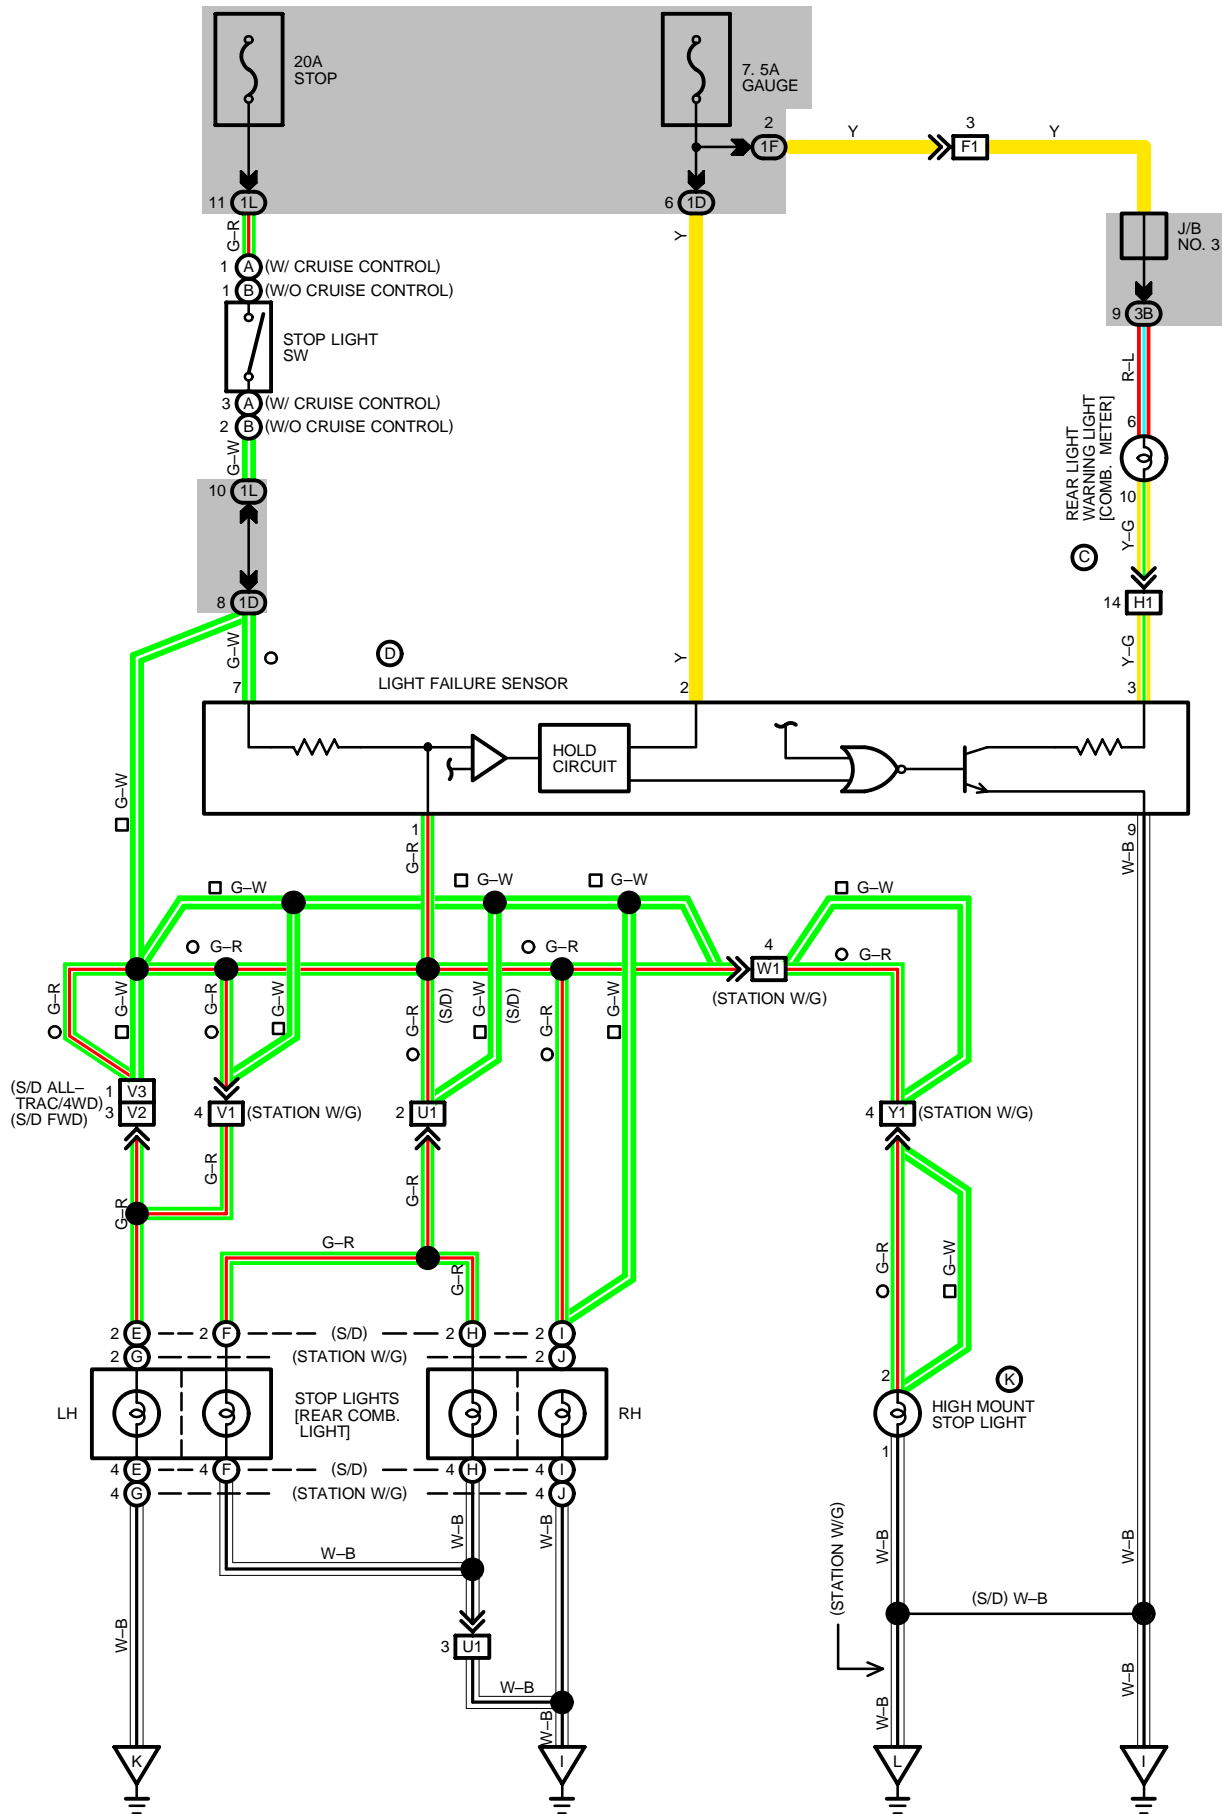 20A
STOP
7. 5A
GAUGE
2
1F
Y
3
F1
Y
11
1L
6
1D
J/B
NO. 3
G–R
Y
1
A
(W/ CRUISE CONTROL)
1
B
(W/O CRUISE CONTROL)
9
3B
STOP LIGHT
SW
R–L
3
A
(W/ CRUISE CONTROL)
2
B
(W/O CRUISE CONTROL)
6
REAR LIGHT
WARNING LIGHT
[COMB. METER]
G–W
10
1L
10
Y–G
C
8
1D
14
H1
G–W
D
LIGHT FAILURE SENSOR
Y
Y–G
7
2
3
HOLD
CIRCUIT
G–W
1
9
G–R
W–B
G–W
G–W
G–W
G–W
G–R
G–R
4
W1
G–R
(STATION W/G)
G–R
G–W
G–R
G–W
G–R
(S/D)
G–W
(S/D)
G–R
G–W
(S/D ALL–
TRAC/4WD)
(S/D FWD)
1
V3
3
V2
4
V1
(STATION W/G)
2
U1
4
Y1
(STATION W/G)
G–R
G–R
G–R
G–R
G–R
G–R
G–W
2
E
2
F
(S/D)
2
H
2
I
2
G
(STATION W/G)
2
J
2
K
LH
STOP LIGHTS
[REAR COMB.
LIGHT]
RH
HIGH MOUNT
STOP LIGHT
1
4
E
4
F
(S/D)
4
H
4
I
4
G
(STATION W/G)
4
J
W–B
W–B
W–B
W–B
(STATION W/G)
W–B
W–B
(S/D) W–B
3
U1
W–B
W–B
W–B
W–B
K
I
L
I